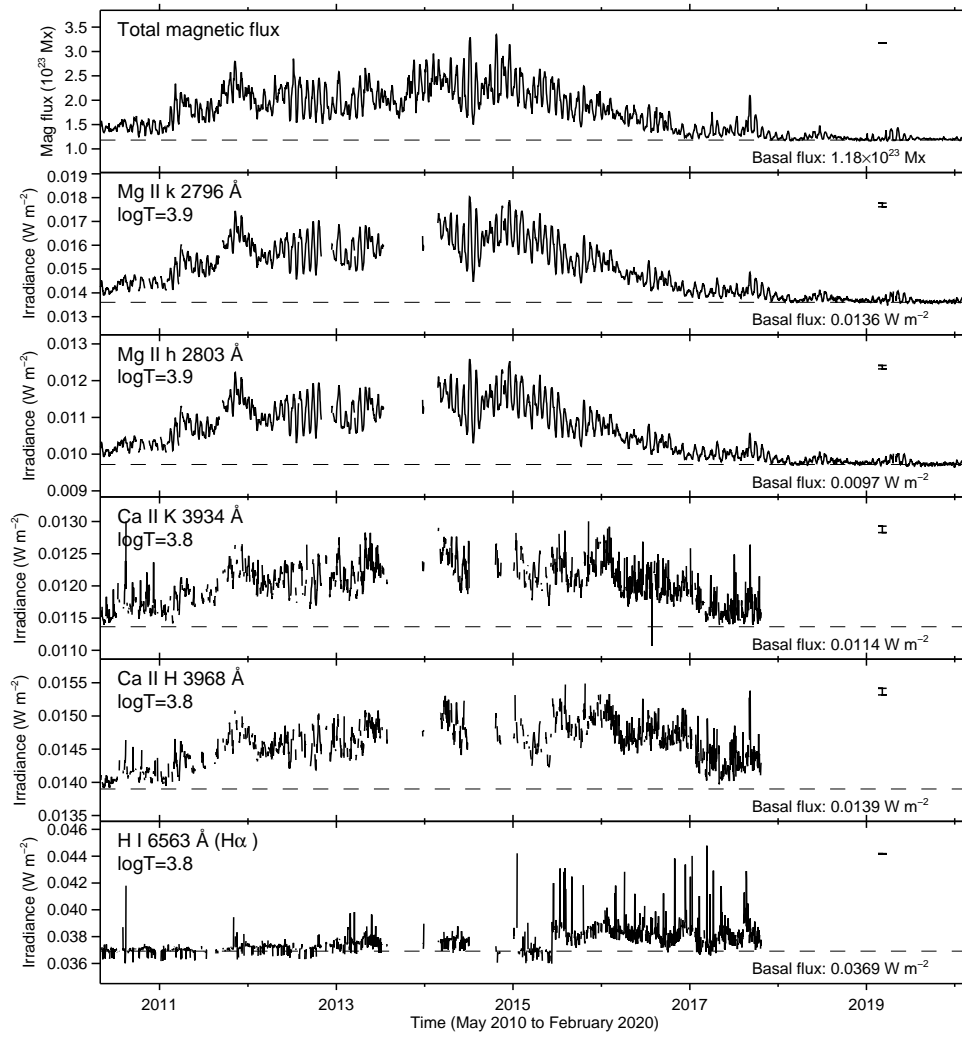 Total magnetic flux
Mag flux (10²³ Mx)
3.5
3.0
2.5
2.0
1.5
1.0
Basal flux: 1.18×10²³ Mx
Mg II k 2796 Å
logT=3.9
Irradiance (W m⁻²)
0.019
0.018
0.017
0.016
0.015
0.014
0.013
Basal flux: 0.0136 W m⁻²
Mg II h 2803 Å
logT=3.9
Irradiance (W m⁻²)
0.013
0.012
0.011
0.010
0.009
Basal flux: 0.0097 W m⁻²
Ca II K 3934 Å
logT=3.8
Irradiance (W m⁻²)
0.0130
0.0125
0.0120
0.0115
0.0110
Basal flux: 0.0114 W m⁻²
Ca II H 3968 Å
logT=3.8
Irradiance (W m⁻²)
0.0155
0.0150
0.0145
0.0140
0.0135
Basal flux: 0.0139 W m⁻²
H I 6563 Å (Hα )
logT=3.8
Irradiance (W m⁻²)
0.046
0.044
0.042
0.040
0.038
0.036
Basal flux: 0.0369 W m⁻²
2011 2013 2015 2017 2019
Time (May 2010 to February 2020)